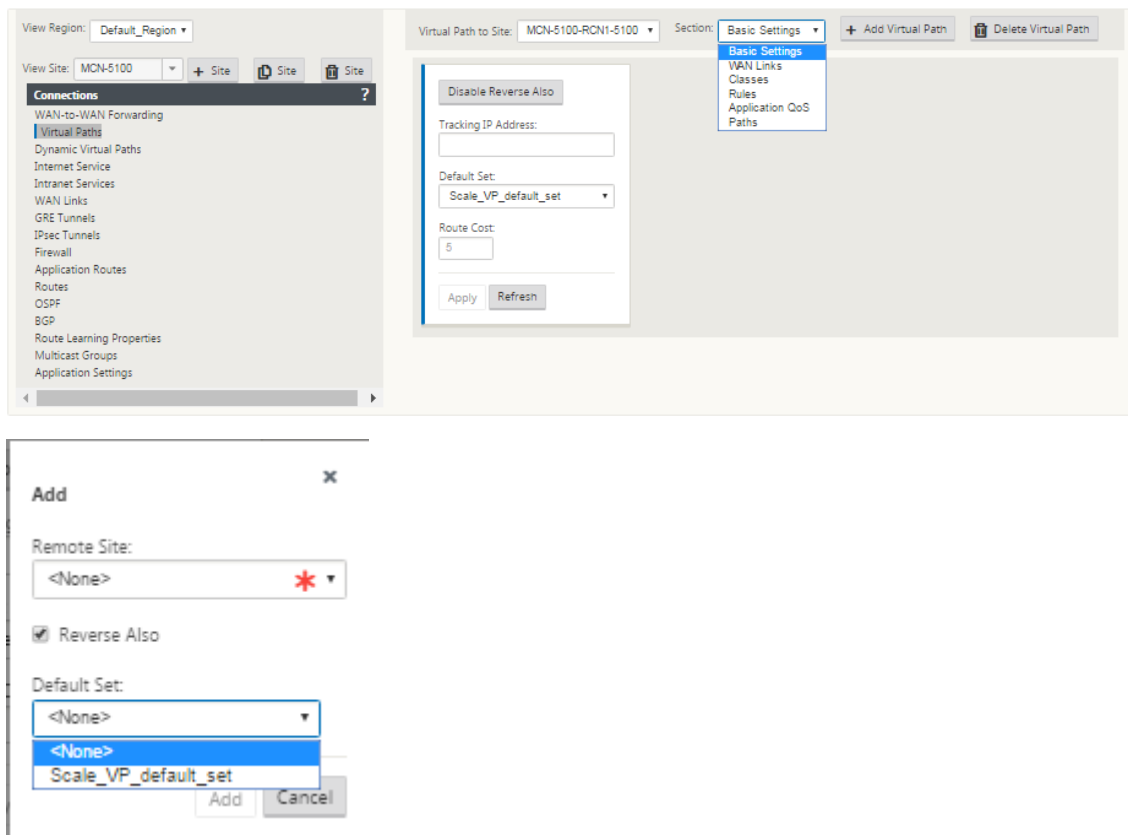 View Region: Default_Region
Virtual Path to Site: MCN-5100-RCN1-5100 Section: Basic Settings + Add Virtual Path Delete Virtual Path
Basic Settings
WAN Links
Classes
Rules
Application QoS
Paths
View Site: MCN-5100 + Site Site Site
Connections ?
WAN-to-WAN Forwarding
Virtual Paths
Dynamic Virtual Paths
Internet Service
Intranet Services
WAN Links
GRE Tunnels
IPsec Tunnels
Firewall
Application Routes
Routes
OSPF
BGP
Route Learning Properties
Multicast Groups
Application Settings
Disable Reverse Also
Tracking IP Address:
Default Set:
Scale_VP_default_set
Route Cost:
5
Apply Refresh
Add
Remote Site:
<None>
Reverse Also
Default Set:
<None>
<None>
Scale_VP_default_set
Add Cancel